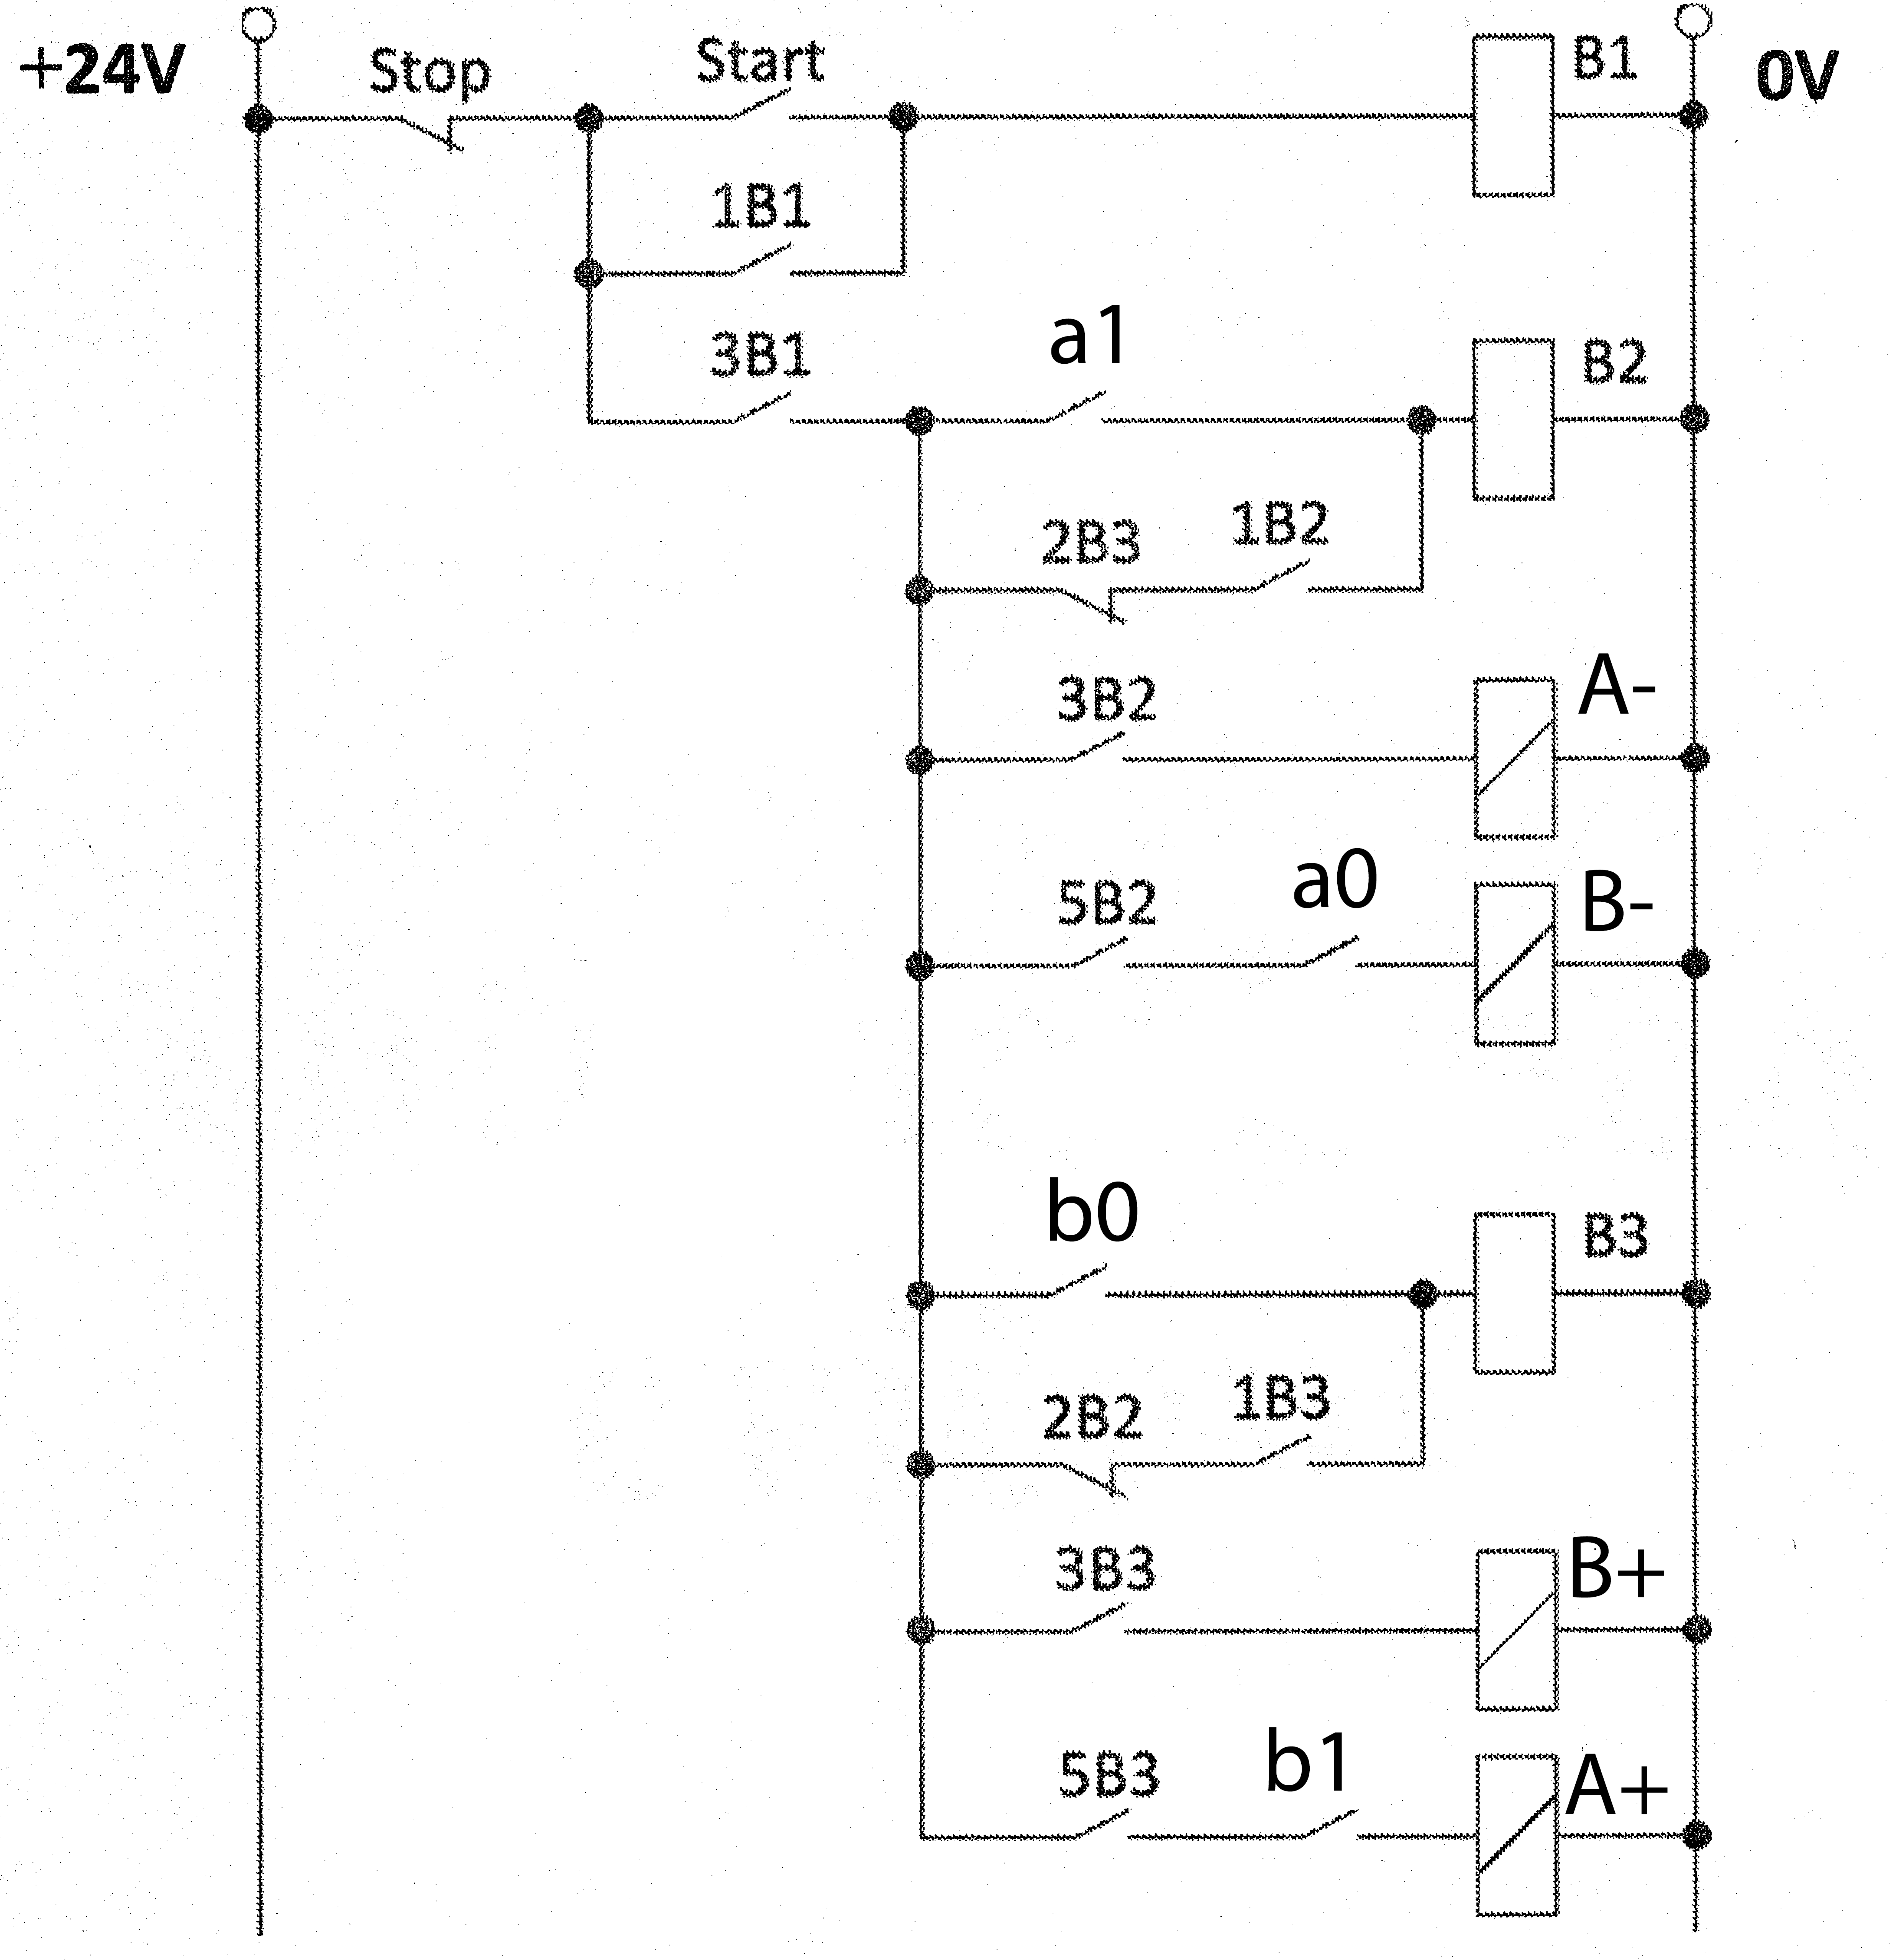 +24V
Stop
Start
B1
0V
1B1
3B1
a1
B2
2B3
1B2
3B2
A-
5B2
a0
B-
b0
B3
2B2
1B3
3B3
B+
5B3
b1
A+